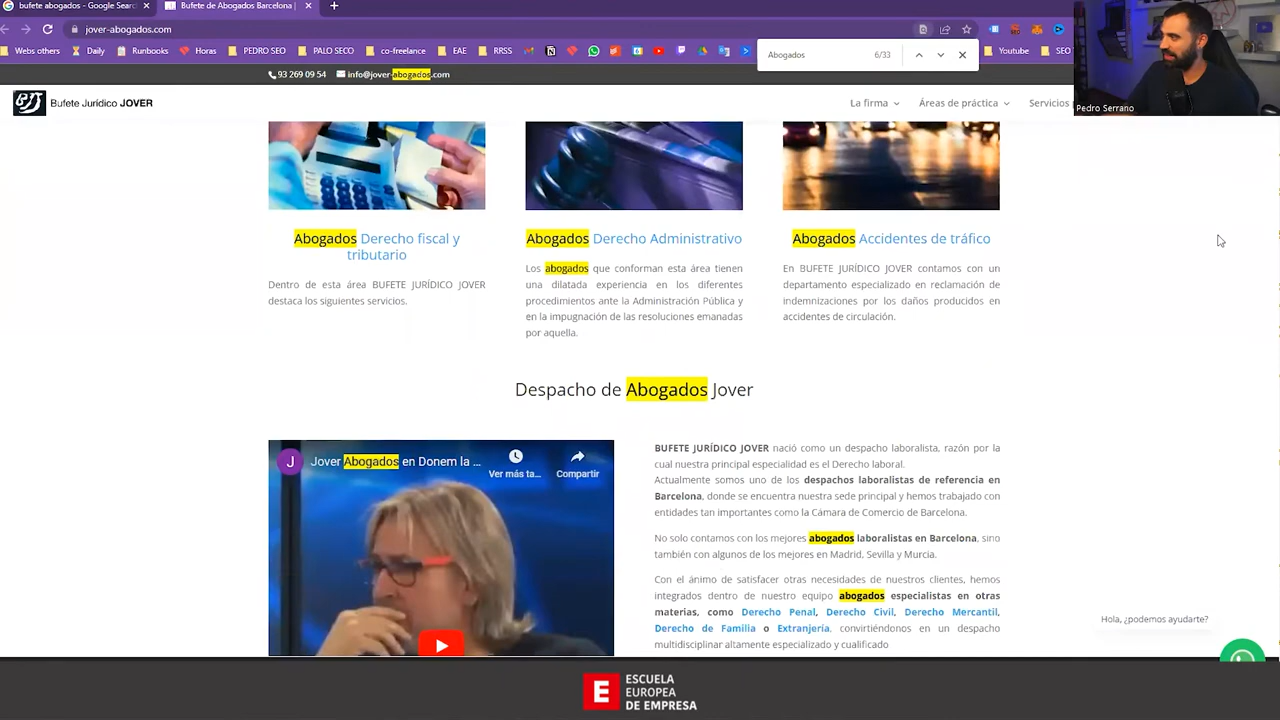 bufete abogados - Google Search
Bufete de Abogados Barcelona |
jover-abogados.com
Webs others
Daily
Runbooks
Horas
PEDRO SEO
PALO SEO
co-freelance
EAE
RRSS
Youtube
SEO
Abogados
6/33
93 269 09 54
info@jover-abogados.com
Pedro Serrano
Bufete Jurídico JOVER
La firma
Áreas de práctica
Servicios
Abogados Derecho fiscal y
tributario
Dentro de esta área BUFETE JURÍDICO JOVER
destaca los siguientes servicios.
Abogados Derecho Administrativo
Los abogados que conforman esta área tienen
una dilatada experiencia en los diferentes
procedimientos ante la Administración Pública y
en la impugnación de las resoluciones emanadas
por aquella.
Abogados Accidentes de tráfico
En BUFETE JURÍDICO JOVER contamos con un
departamento especializado en reclamación de
indemnizaciones por los daños producidos en
accidentes de circulación.
Despacho de Abogados Jover
J
Jover Abogados en Donem la ...
Ver más ta...
Compartir
BUFETE JURÍDICO JOVER nació como un despacho laboralista, razón por la
cual nuestra principal especialidad es el Derecho laboral.
Actualmente somos uno de los despachos laboralistas de referencia en
Barcelona, donde se encuentra nuestra sede principal y hemos trabajado con
entidades tan importantes como la Cámara de Comercio de Barcelona.
No solo contamos con los mejores abogados laboralistas en Barcelona, sino
también con algunos de los mejores en Madrid, Sevilla y Murcia.
Con el ánimo de satisfacer otras necesidades de nuestros clientes, hemos
integrados dentro de nuestro equipo abogados especialistas en otras
materias, como Derecho Penal, Derecho Civil, Derecho Mercantil,
Derecho de Familia o Extranjería, convirtiéndonos en un despacho
multidisciplinar altamente especializado y cualificado
Hola, ¿podemos ayudarte?
E
ESCUELA
EUROPEA
DE EMPRESA